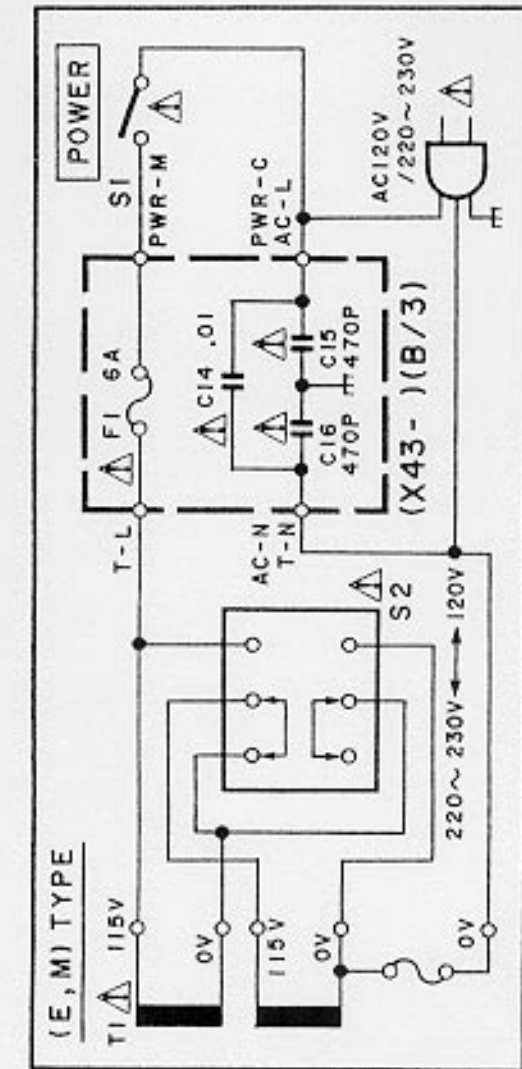 (E,M) TYPE
T1
115V
0V
115V
0V
0V
T-L
F1 6A
PWR-M
S1
POWER
C14 .01
AC-N
T-N
C16
470P
C15
470P
PWR-C
AC-L
(X43- )(B/3)
S2
220~230V
120V
AC120V
/220~230V